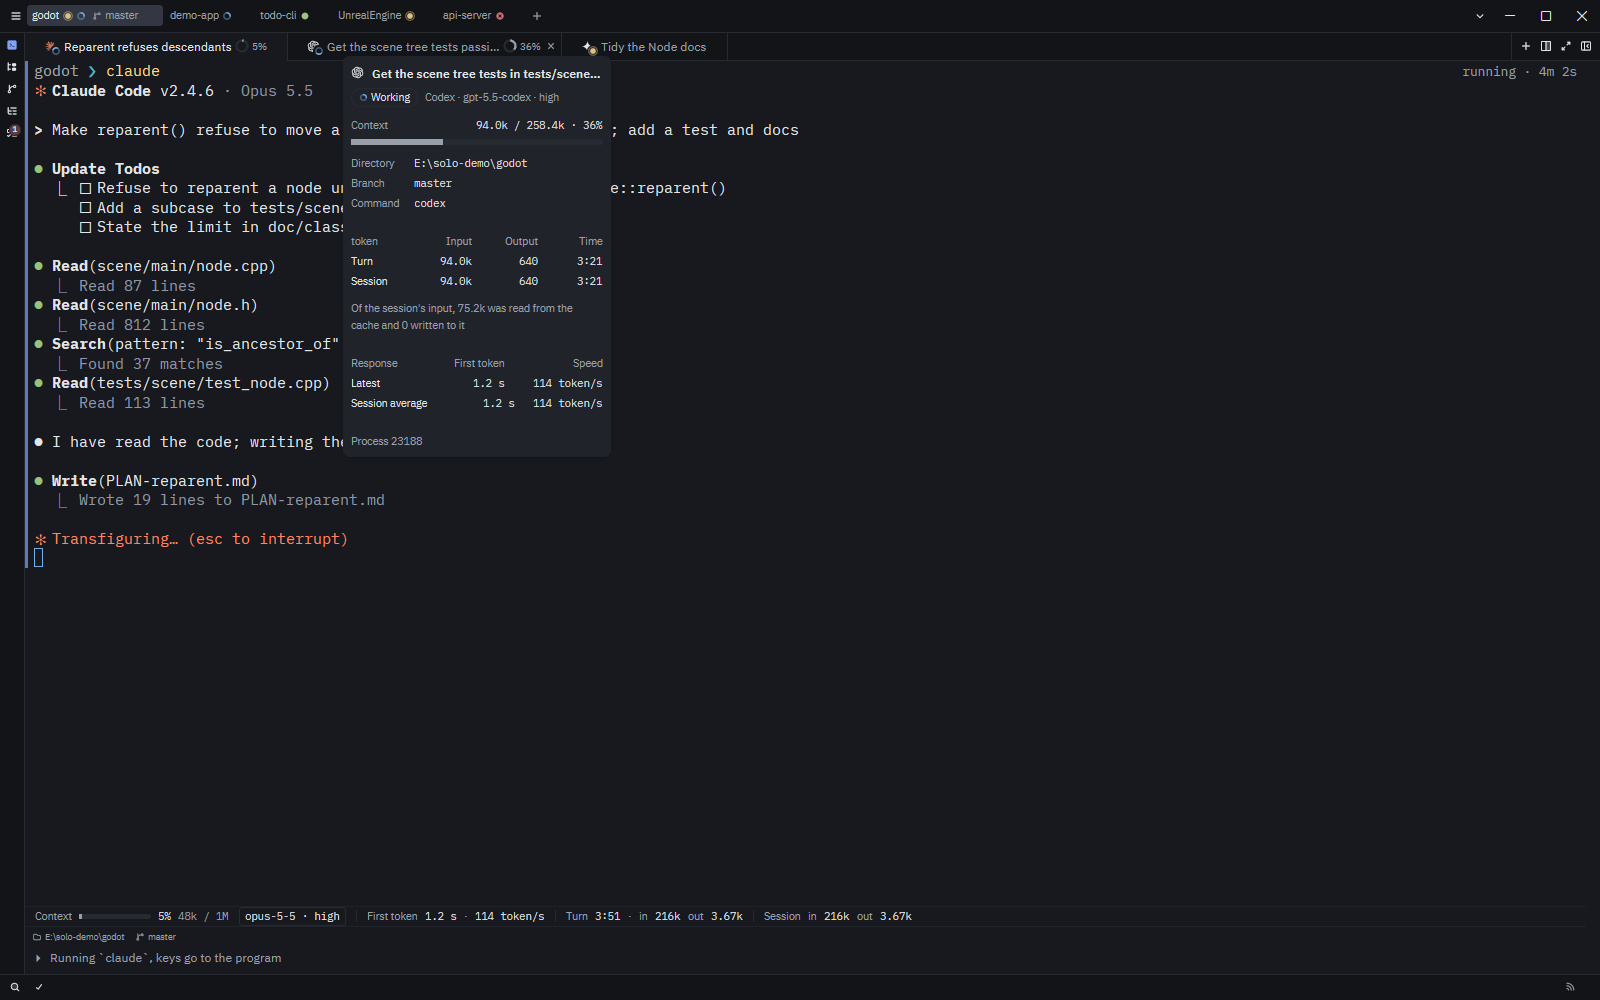 godot master demo-app todo-cli UnrealEngine api-server
Reparent refuses descendants 5% Get the scene tree tests passi... 36% Tidy the Node docs
godot ❯ claude
running · 4m 2s
✻ Claude Code v2.4.6 · Opus 5.5
> Make reparent() refuse to move a ; add a test and docs
● Update Todos
⎿ ☐ Refuse to reparent a node e::reparent()
☐ Add a subcase to tests/scene
☐ State the limit in doc/class
● Read(scene/main/node.cpp)
⎿ Read 87 lines
● Read(scene/main/node.h)
⎿ Read 812 lines
● Search(pattern: "is_ancestor_of"
⎿ Found 37 matches
● Read(tests/scene/test_node.cpp)
⎿ Read 113 lines
● I have read the code; writing the
● Write(PLAN-reparent.md)
⎿ Wrote 19 lines to PLAN-reparent.md
✻ Transfiguring… (esc to interrupt)
Get the scene tree tests in tests/scene...
Working Codex · gpt-5.5-codex · high
Context 94.0k / 258.4k · 36%
Directory E:\solo-demo\godot
Branch master
Command codex
token Input Output Time
Turn 94.0k 640 3:21
Session 94.0k 640 3:21
Of the session's input, 75.2k was read from the
cache and 0 written to it
Response First token Speed
Latest 1.2 s 114 token/s
Session average 1.2 s 114 token/s
Process 23188
Context 5% 48k / 1M opus-5-5 · high First token 1.2 s · 114 token/s Turn 3:51 · in 216k out 3.67k Session in 216k out 3.67k
E:\solo-demo\godot master
Running `claude`, keys go to the program